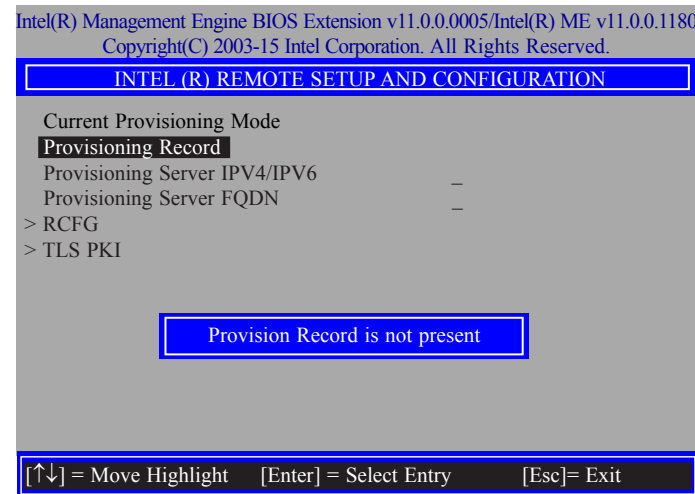 Intel(R) Management Engine BIOS Extension v11.0.0.0005/Intel(R) ME v11.0.0.1180
Copyright(C) 2003-15 Intel Corporation. All Rights Reserved.
INTEL (R) REMOTE SETUP AND CONFIGURATION
Current Provisioning Mode
Provisioning Record
Provisioning Server IPV4/IPV6 _
Provisioning Server FQDN _
> RCFG
> TLS PKI
Provision Record is not present
[↑↓] = Move Highlight [Enter] = Select Entry [Esc]= Exit